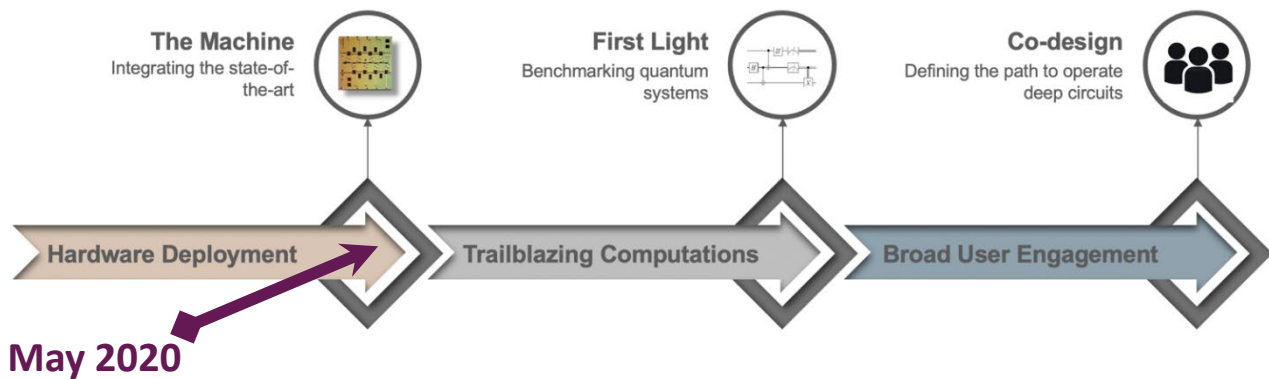 The Machine
Integrating the state-of-
the-art
First Light
Benchmarking quantum
systems
Co-design
Defining the path to operate
deep circuits
Hardware Deployment
Trailblazing Computations
Broad User Engagement
May 2020